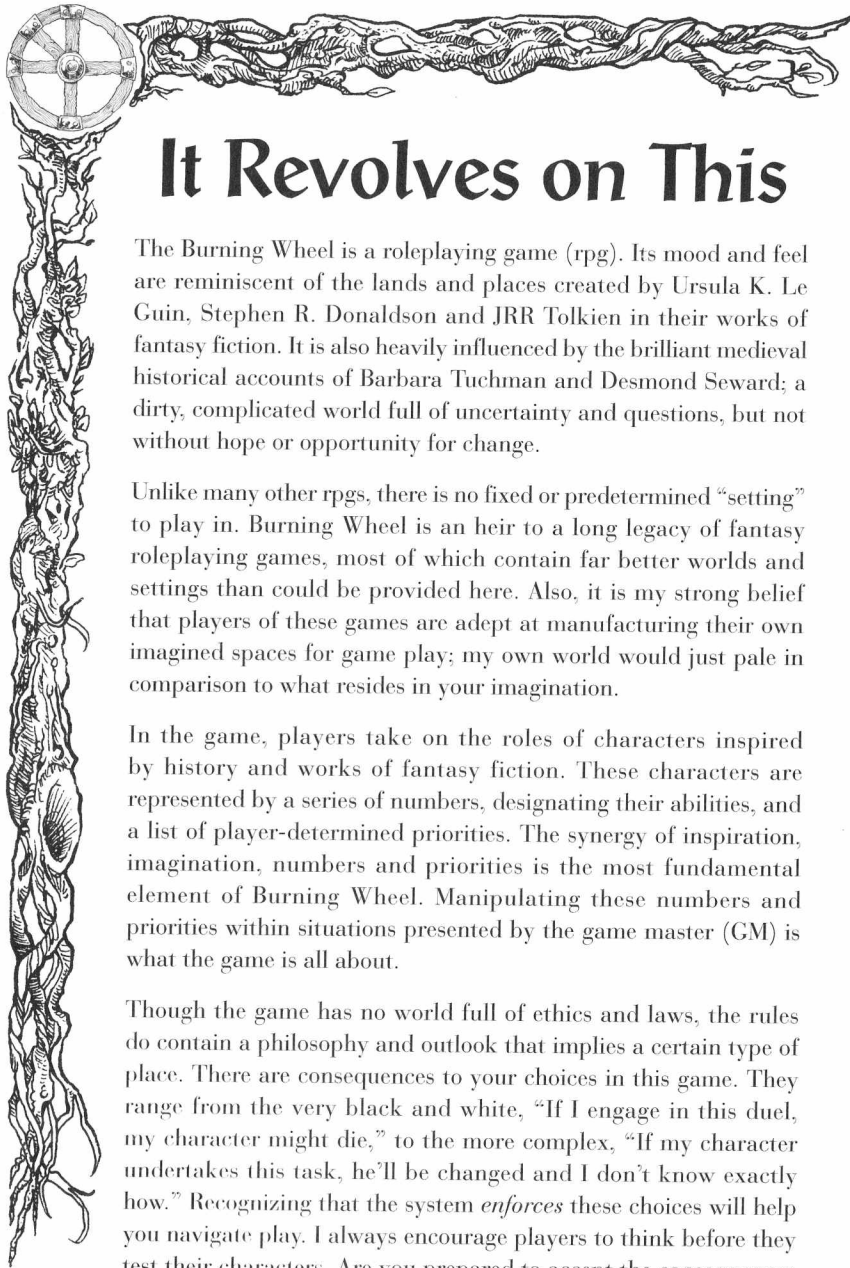 It Revolves on This
The Burning Wheel is a roleplaying game (rpg). Its mood and feel
are reminiscent of the lands and places created by Ursula K. Le
Guin, Stephen R. Donaldson and JRR Tolkien in their works of
fantasy fiction. It is also heavily influenced by the brilliant medieval
historical accounts of Barbara Tuchman and Desmond Seward; a
dirty, complicated world full of uncertainty and questions, but not
without hope or opportunity for change.
Unlike many other rpgs, there is no fixed or predetermined “setting”
to play in. Burning Wheel is an heir to a long legacy of fantasy
roleplaying games, most of which contain far better worlds and
settings than could be provided here. Also, it is my strong belief
that players of these games are adept at manufacturing their own
imagined spaces for game play; my own world would just pale in
comparison to what resides in your imagination.
In the game, players take on the roles of characters inspired
by history and works of fantasy fiction. These characters are
represented by a series of numbers, designating their abilities, and
a list of player-determined priorities. The synergy of inspiration,
imagination, numbers and priorities is the most fundamental
element of Burning Wheel. Manipulating these numbers and
priorities within situations presented by the game master (GM) is
what the game is all about.
Though the game has no world full of ethics and laws, the rules
do contain a philosophy and outlook that implies a certain type of
place. There are consequences to your choices in this game. They
range from the very black and white, “If I engage in this duel,
my character might die,” to the more complex, “If my character
undertakes this task, he’ll be changed and I don’t know exactly
how.” Recognizing that the system enforces these choices will help
you navigate play. I always encourage players to think before they
test their characters. Are you prepared to accept the